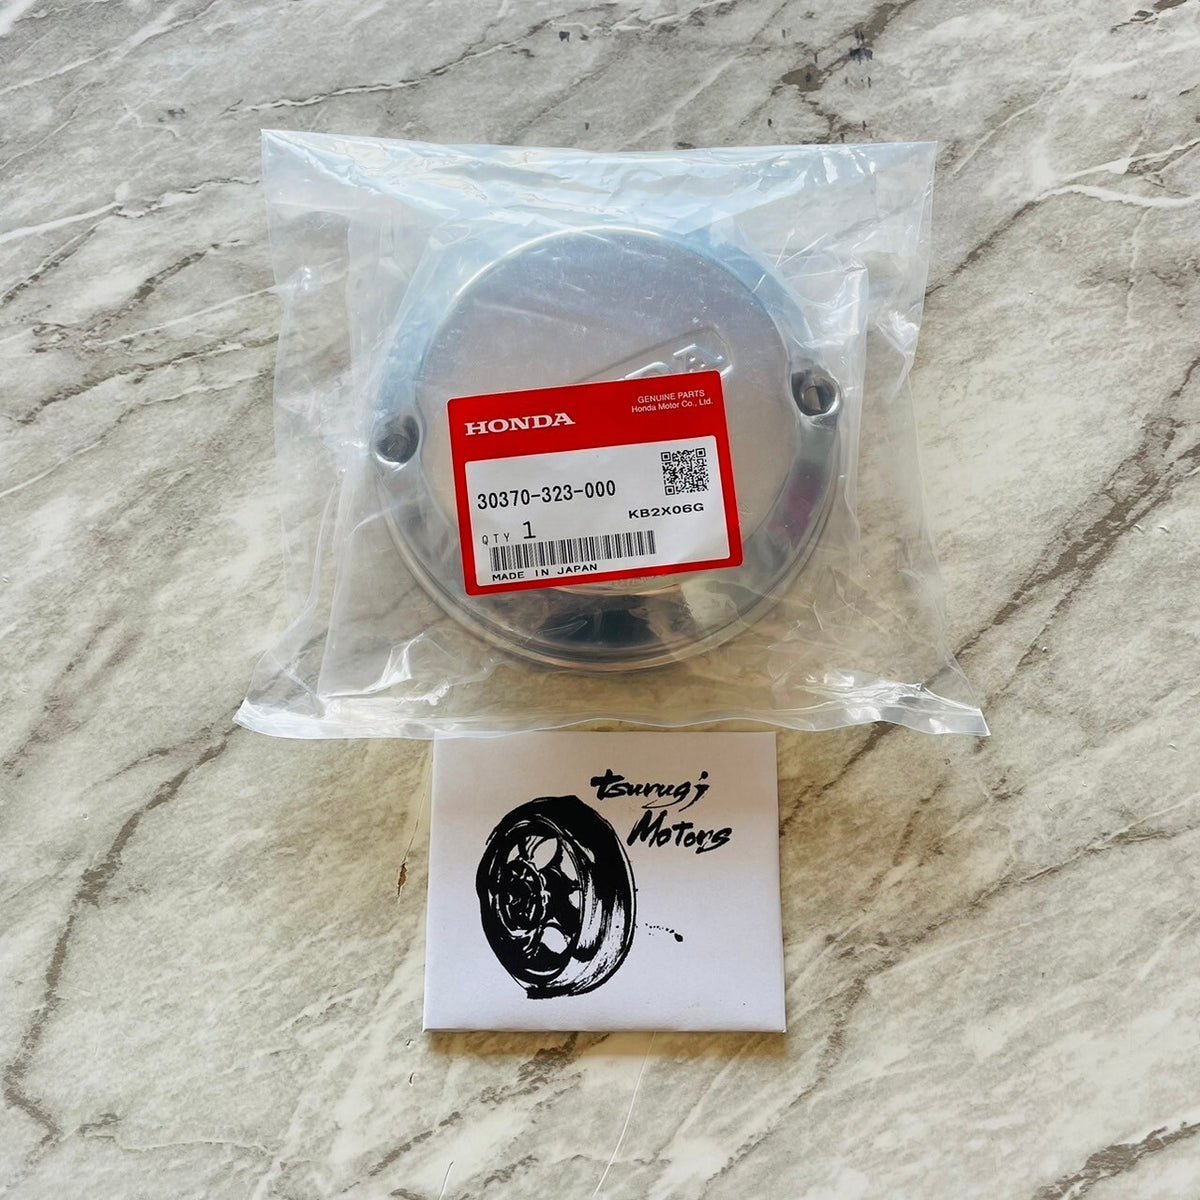 GENUINE PARTS
Honda Motor Co., Ltd.
HONDA
30370-323-000
KB2X06G
QTY 1
MADE IN JAPAN
tsurugi
Motors